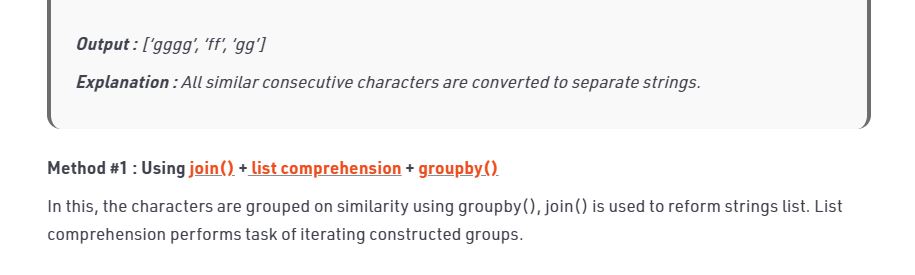 Output : [‘gggg’, ‘ff’, ‘gg’]
Explanation : All similar consecutive characters are converted to separate strings.
Method #1 : Using join() + list comprehension + groupby()
In this, the characters are grouped on similarity using groupby(), join() is used to reform strings list. List
comprehension performs task of iterating constructed groups.